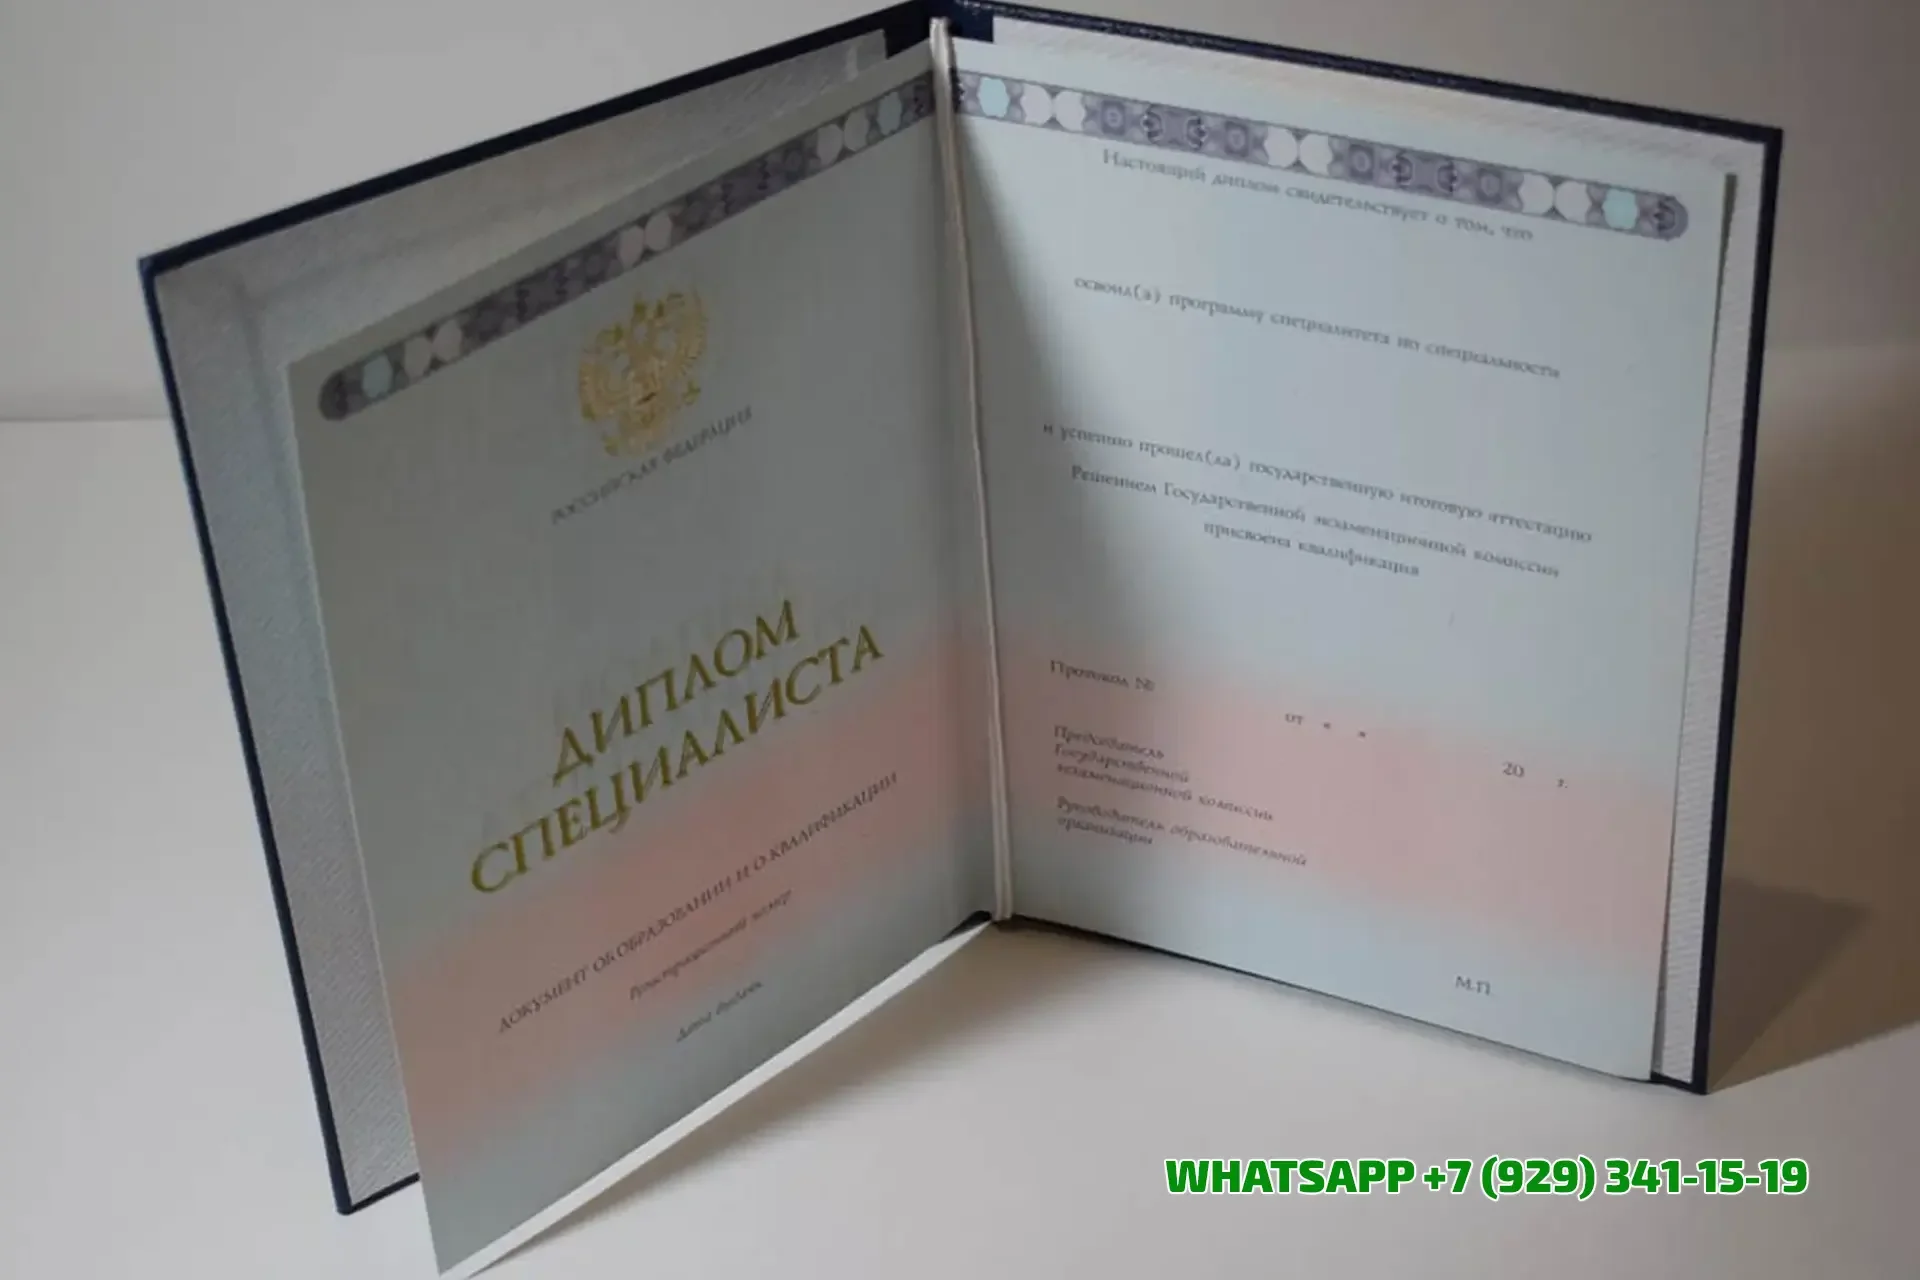 РОССИЙСКАЯ ФЕДЕРАЦИЯ
ДИПЛОМ
СПЕЦИАЛИСТА
ДОКУМЕНТ ОБ ОБРАЗОВАНИИ И О КВАЛИФИКАЦИИ
Регистрационный номер
Дата выдачи
Настоящий диплом свидетельствует о том, что
освоил(а) программу специалитета по специальности
и успешно прошел(ла) государственную итоговую аттестацию
Решением Государственной экзаменационной комиссии
присвоена квалификация
Протокол №
от « » 20 г.
Председатель
Государственной
экзаменационной комиссии
Руководитель образовательной
организации
М.П.
WHATSAPP +7 (929) 341-15-19